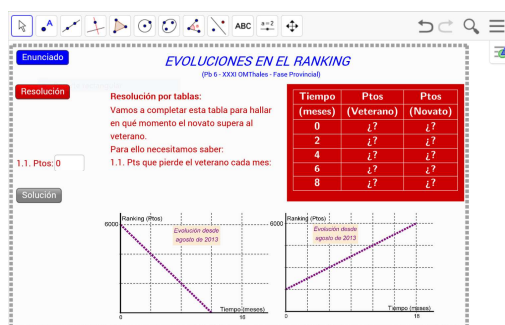 ABC
a=2
Enunciado
EVOLUCIONES EN EL RANKING
(Pb 6 - XXXI OMThales - Fase Provincial)
Resolución
Resolución por tablas:
Vamos a completar esta tabla para hallar
en qué momento el novato supera al
veterano.
Para ello necesitamos saber:
1.1. Pts que pierde el veterano cada mes:
1.1. Ptos: 0
Tiempo Ptos Ptos
(meses) (Veterano) (Novato)
0 ¿? ¿?
2 ¿? ¿?
4 ¿? ¿?
6 ¿? ¿?
8 ¿? ¿?
Solución
Ranking (Ptos)
6000
Evolución desde
agosto de 2013
Tiempo (meses)
0 18
Ranking (Ptos)
6000
Evolución desde
agosto de 2013
Tiempo (meses)
0 18